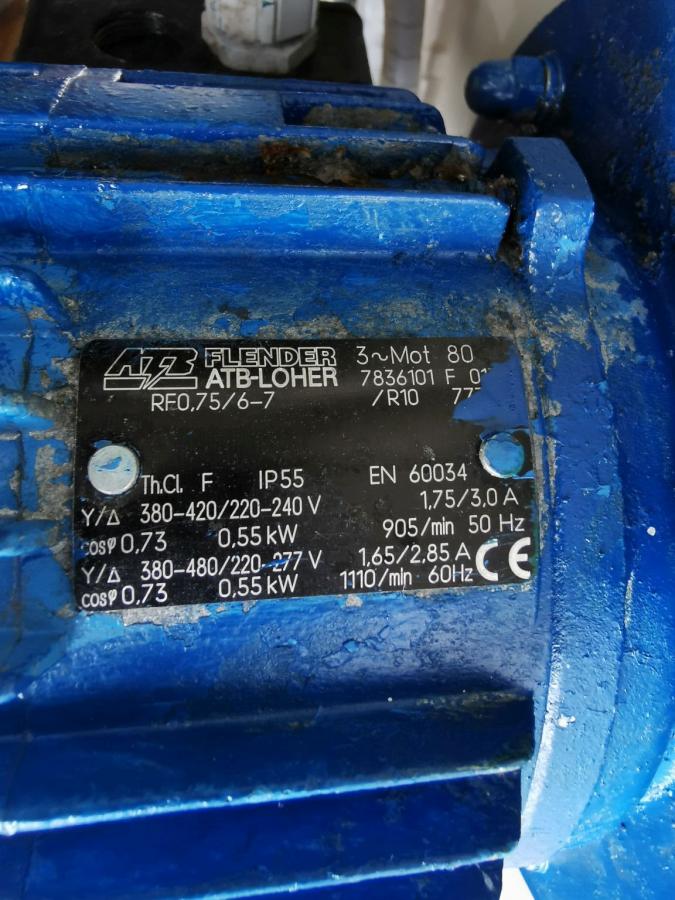 ATB FLENDER 3~Mot 80
ATB-LOHER 7836101 F
RF0,75/6-7 /R10
Th.Cl. F IP55 EN 60034
Y/Δ 380-420/220-240 V 1,75/3,0 A
cosφ 0,73 0,55 kW 905/min 50 Hz
Y/Δ 380-480/220-277 V 1,65/2,85 A
cosφ 0,73 0,55 kW 1110/min 60Hz CE